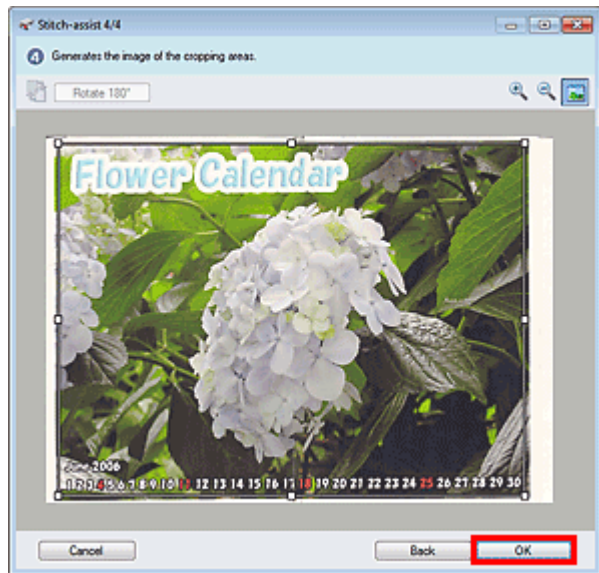 Stitch-assist 4/4
4 Generates the image of the cropping areas.
Rotate 180°
Flower Calendar
June 2006
1 2 3 4 5 6 7 8 9 10 11 12 13 14 15 16 17 18 19 20 21 22 23 24 25 26 27 28 29 30
Cancel Back OK